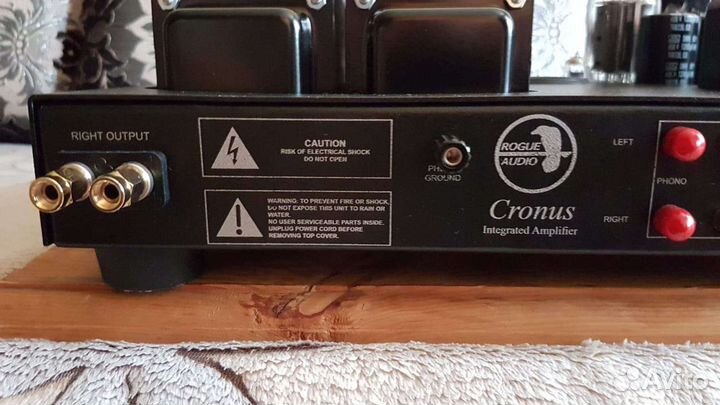 RIGHT OUTPUT
CAUTION
RISK OF ELECTRICAL SHOCK
DO NOT OPEN
WARNING: TO PREVENT FIRE OR SHOCK,
DO NOT EXPOSE THIS UNIT TO RAIN OR
WATER.
NO USER SERVICEABLE PARTS INSIDE.
UNPLUG POWER CORD BEFORE
REMOVING TOP COVER.
GROUND
ROGUE
AUDIO
Cronus
Integrated Amplifier
LEFT
PHONO
RIGHT
Avito